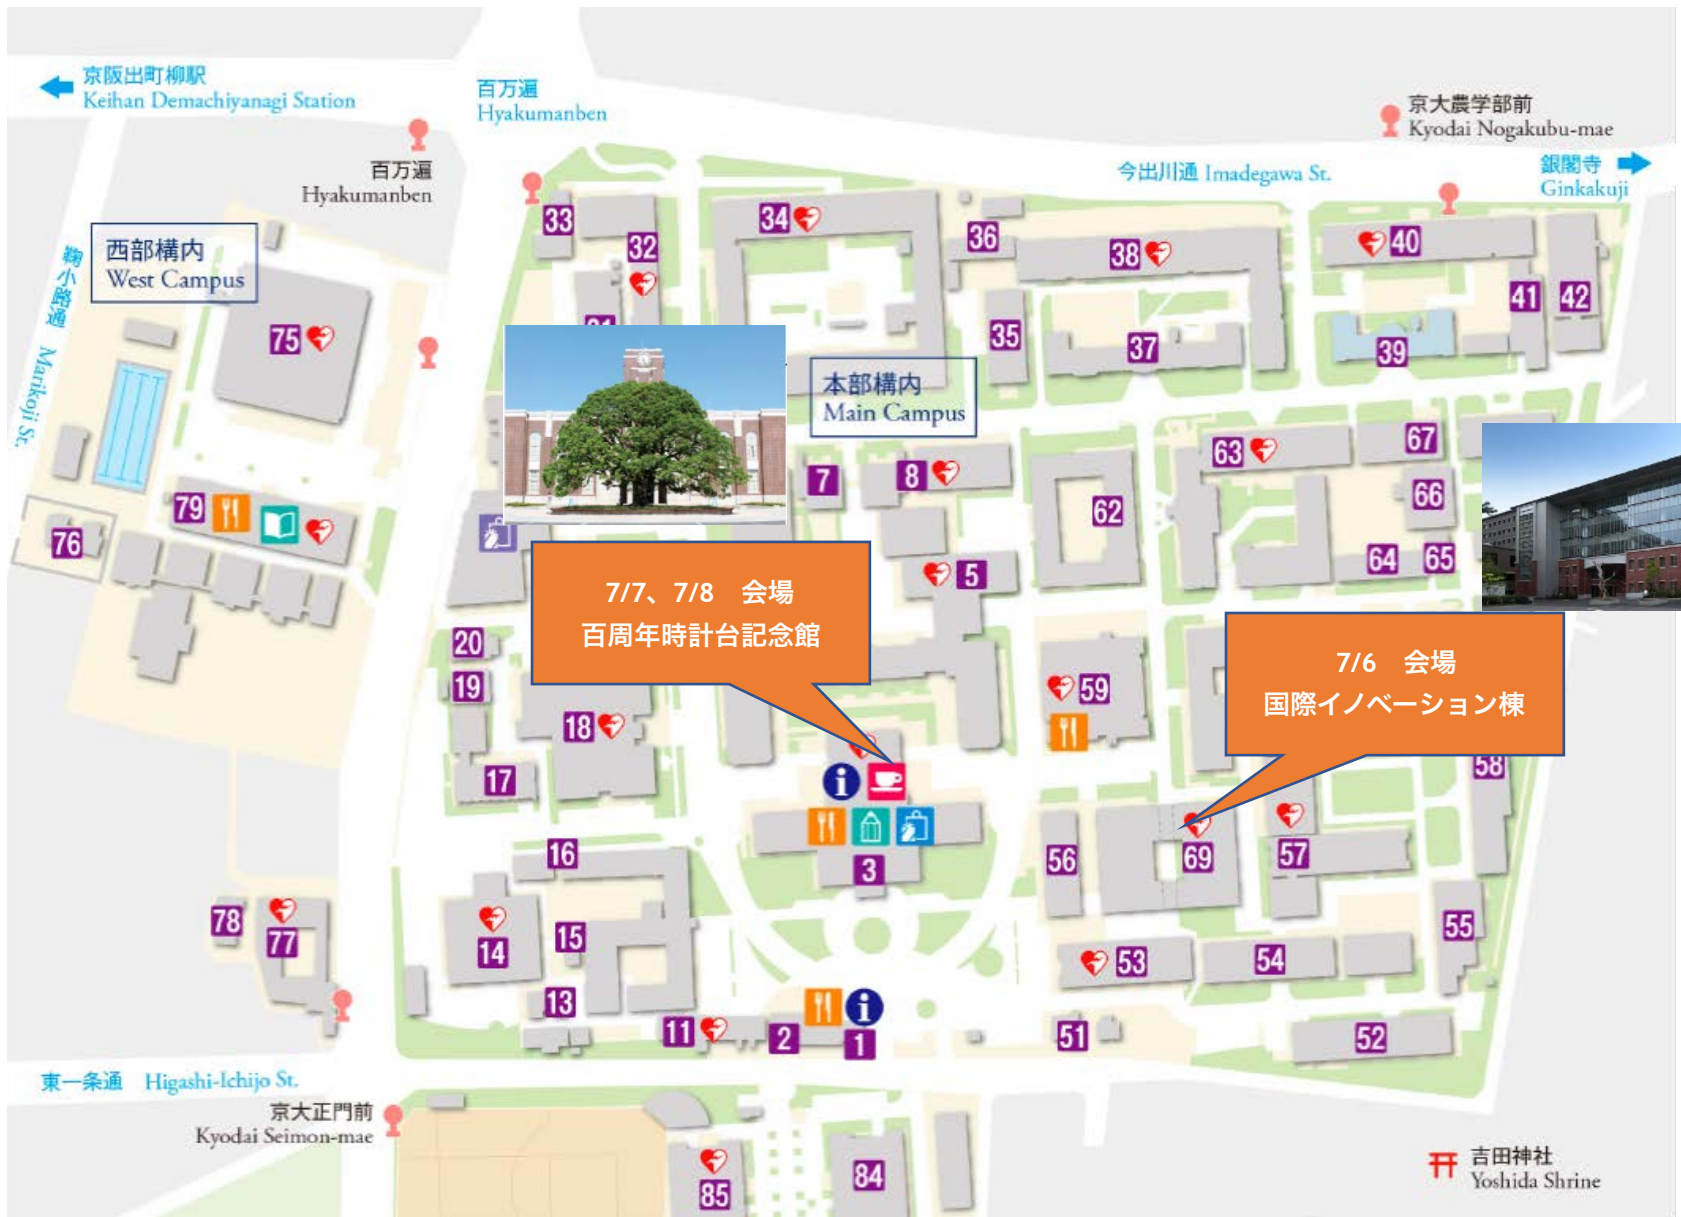 京阪出町柳駅
Keihan Demachiyanagi Station
百万遍
Hyakumanben
京大農学部前
Kyodai Nogakubu-mae
百万遍
Hyakumanben
今出川通 Imadegawa St.
銀閣寺
Ginkakuji
西部構内
West Campus
鞠小路通 Marikoji St.
33
32
34
36
38
40
41
42
75
35
37
39
本部構内
Main Campus
7
8
63
67
66
79
76
62
64
65
5
7/7、7/8 会場
百周年時計台記念館
7/6 会場
国際イノベーション棟
20
19
59
18
17
58
16
3
56
69
57
78
77
14
15
53
54
55
13
11
2
1
51
52
東一条通 Higashi-Ichijo St.
京大正門前
Kyodai Seimon-mae
85
84
吉田神社
Yoshida Shrine